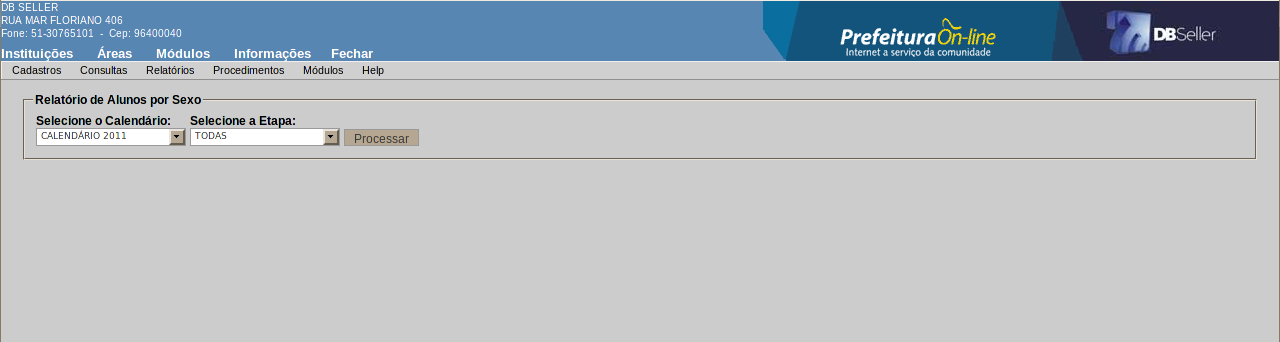 DB SELLER
RUA MAR FLORIANO 406
Fone: 51-30765101 - Cep: 96400040
Instituições Áreas Módulos Informações Fechar
PrefeituraOn-line
Internet a serviço da comunidade
DBSeller
Cadastros Consultas Relatórios Procedimentos Módulos Help
Relatório de Alunos por Sexo
Selecione o Calendário: Selecione a Etapa:
CALENDÁRIO 2011 TODAS Processar